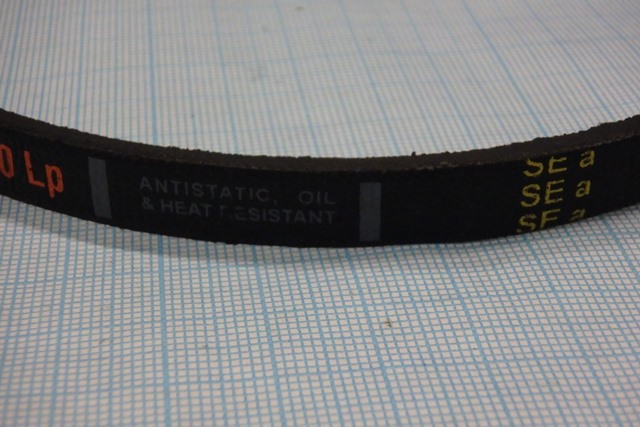 0 Lp
ANTISTATIC, OIL
& HEAT RESISTANT
SE a
SE a
SE a